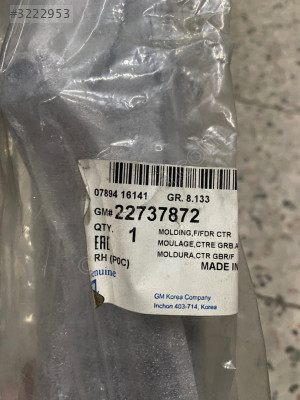 #3222953
07894 16141 GR. 8.133
GM# 22737872
QTY. 1 MOLDING,F/FDR CTR
EAC MOULAGE,CTRE GRB.A
RH (POC) MOLDURA,CTR GBR/F
MADE IN
GM Korea Company
Inchon 403-714, Korea